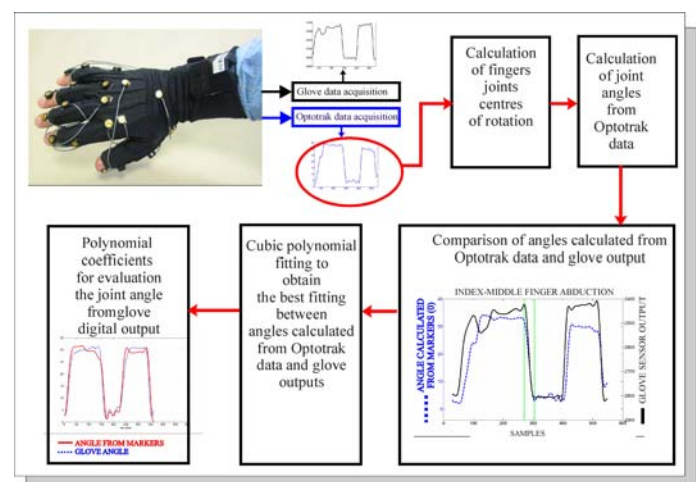 Glove data acquisition
Optotrak data acquisition
Calculation
of fingers
joints
centres
of rotation
Calculation
of joint
angles
from
Optotrak
data
Comparison of angles calculated from
Optotrak data and glove output
INDEX-MIDDLE FINGER ABDUCTION
ANGLE CALCULATED
FROM MARKERS (0)
GLOVE SENSOR OUTPUT
SAMPLES
Cubic polynomial
fitting to
obtain
the best fitting
between
angles calculated
from Optotrak
data and glove
outputs
Polynomial
coefficients
for evaluation
the joint angle
fromglove
digital output
ANGLE FROM MARKERS
GLOVE ANGLE